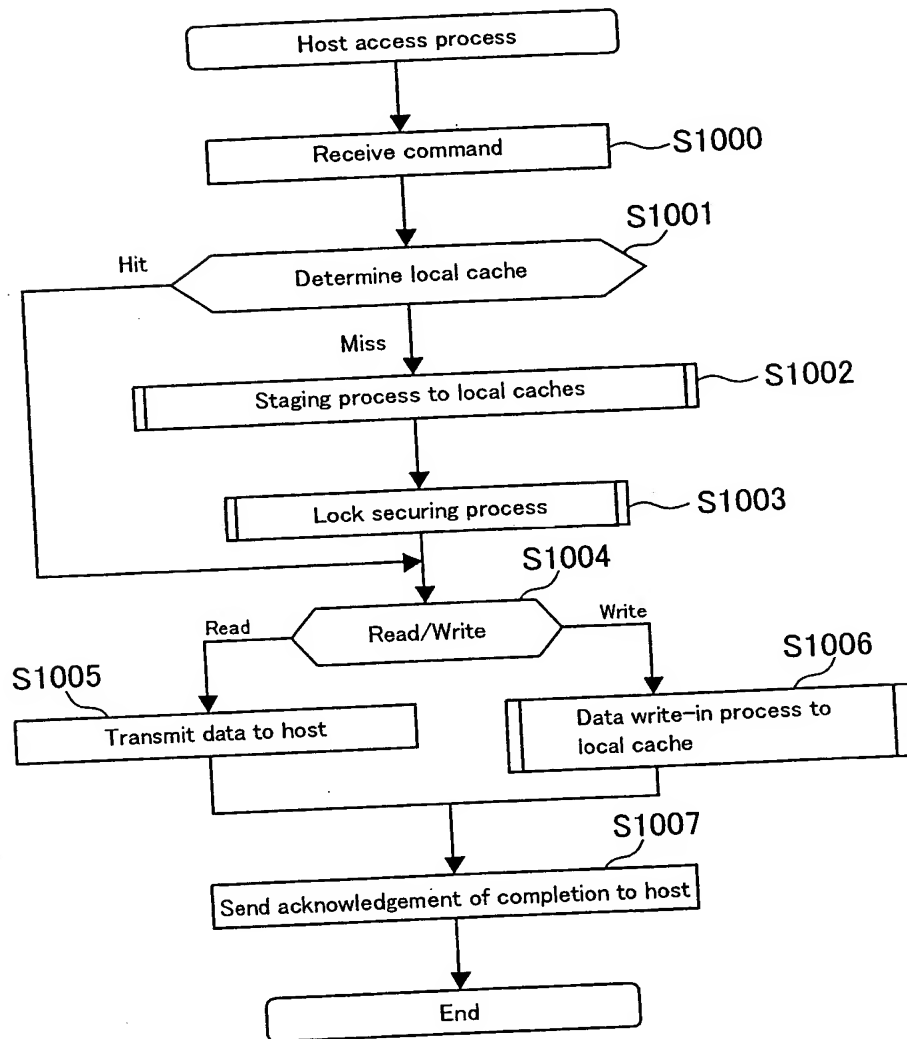 Host access process
Receive command
S1000
S1001
Hit
Determine local cache
Miss
Staging process to local caches
S1002
Lock securing process
S1003
S1004
Read
Read/Write
Write
S1005
S1006
Transmit data to host
Data write-in process to
local cache
S1007
Send acknowledgement of completion to host
End